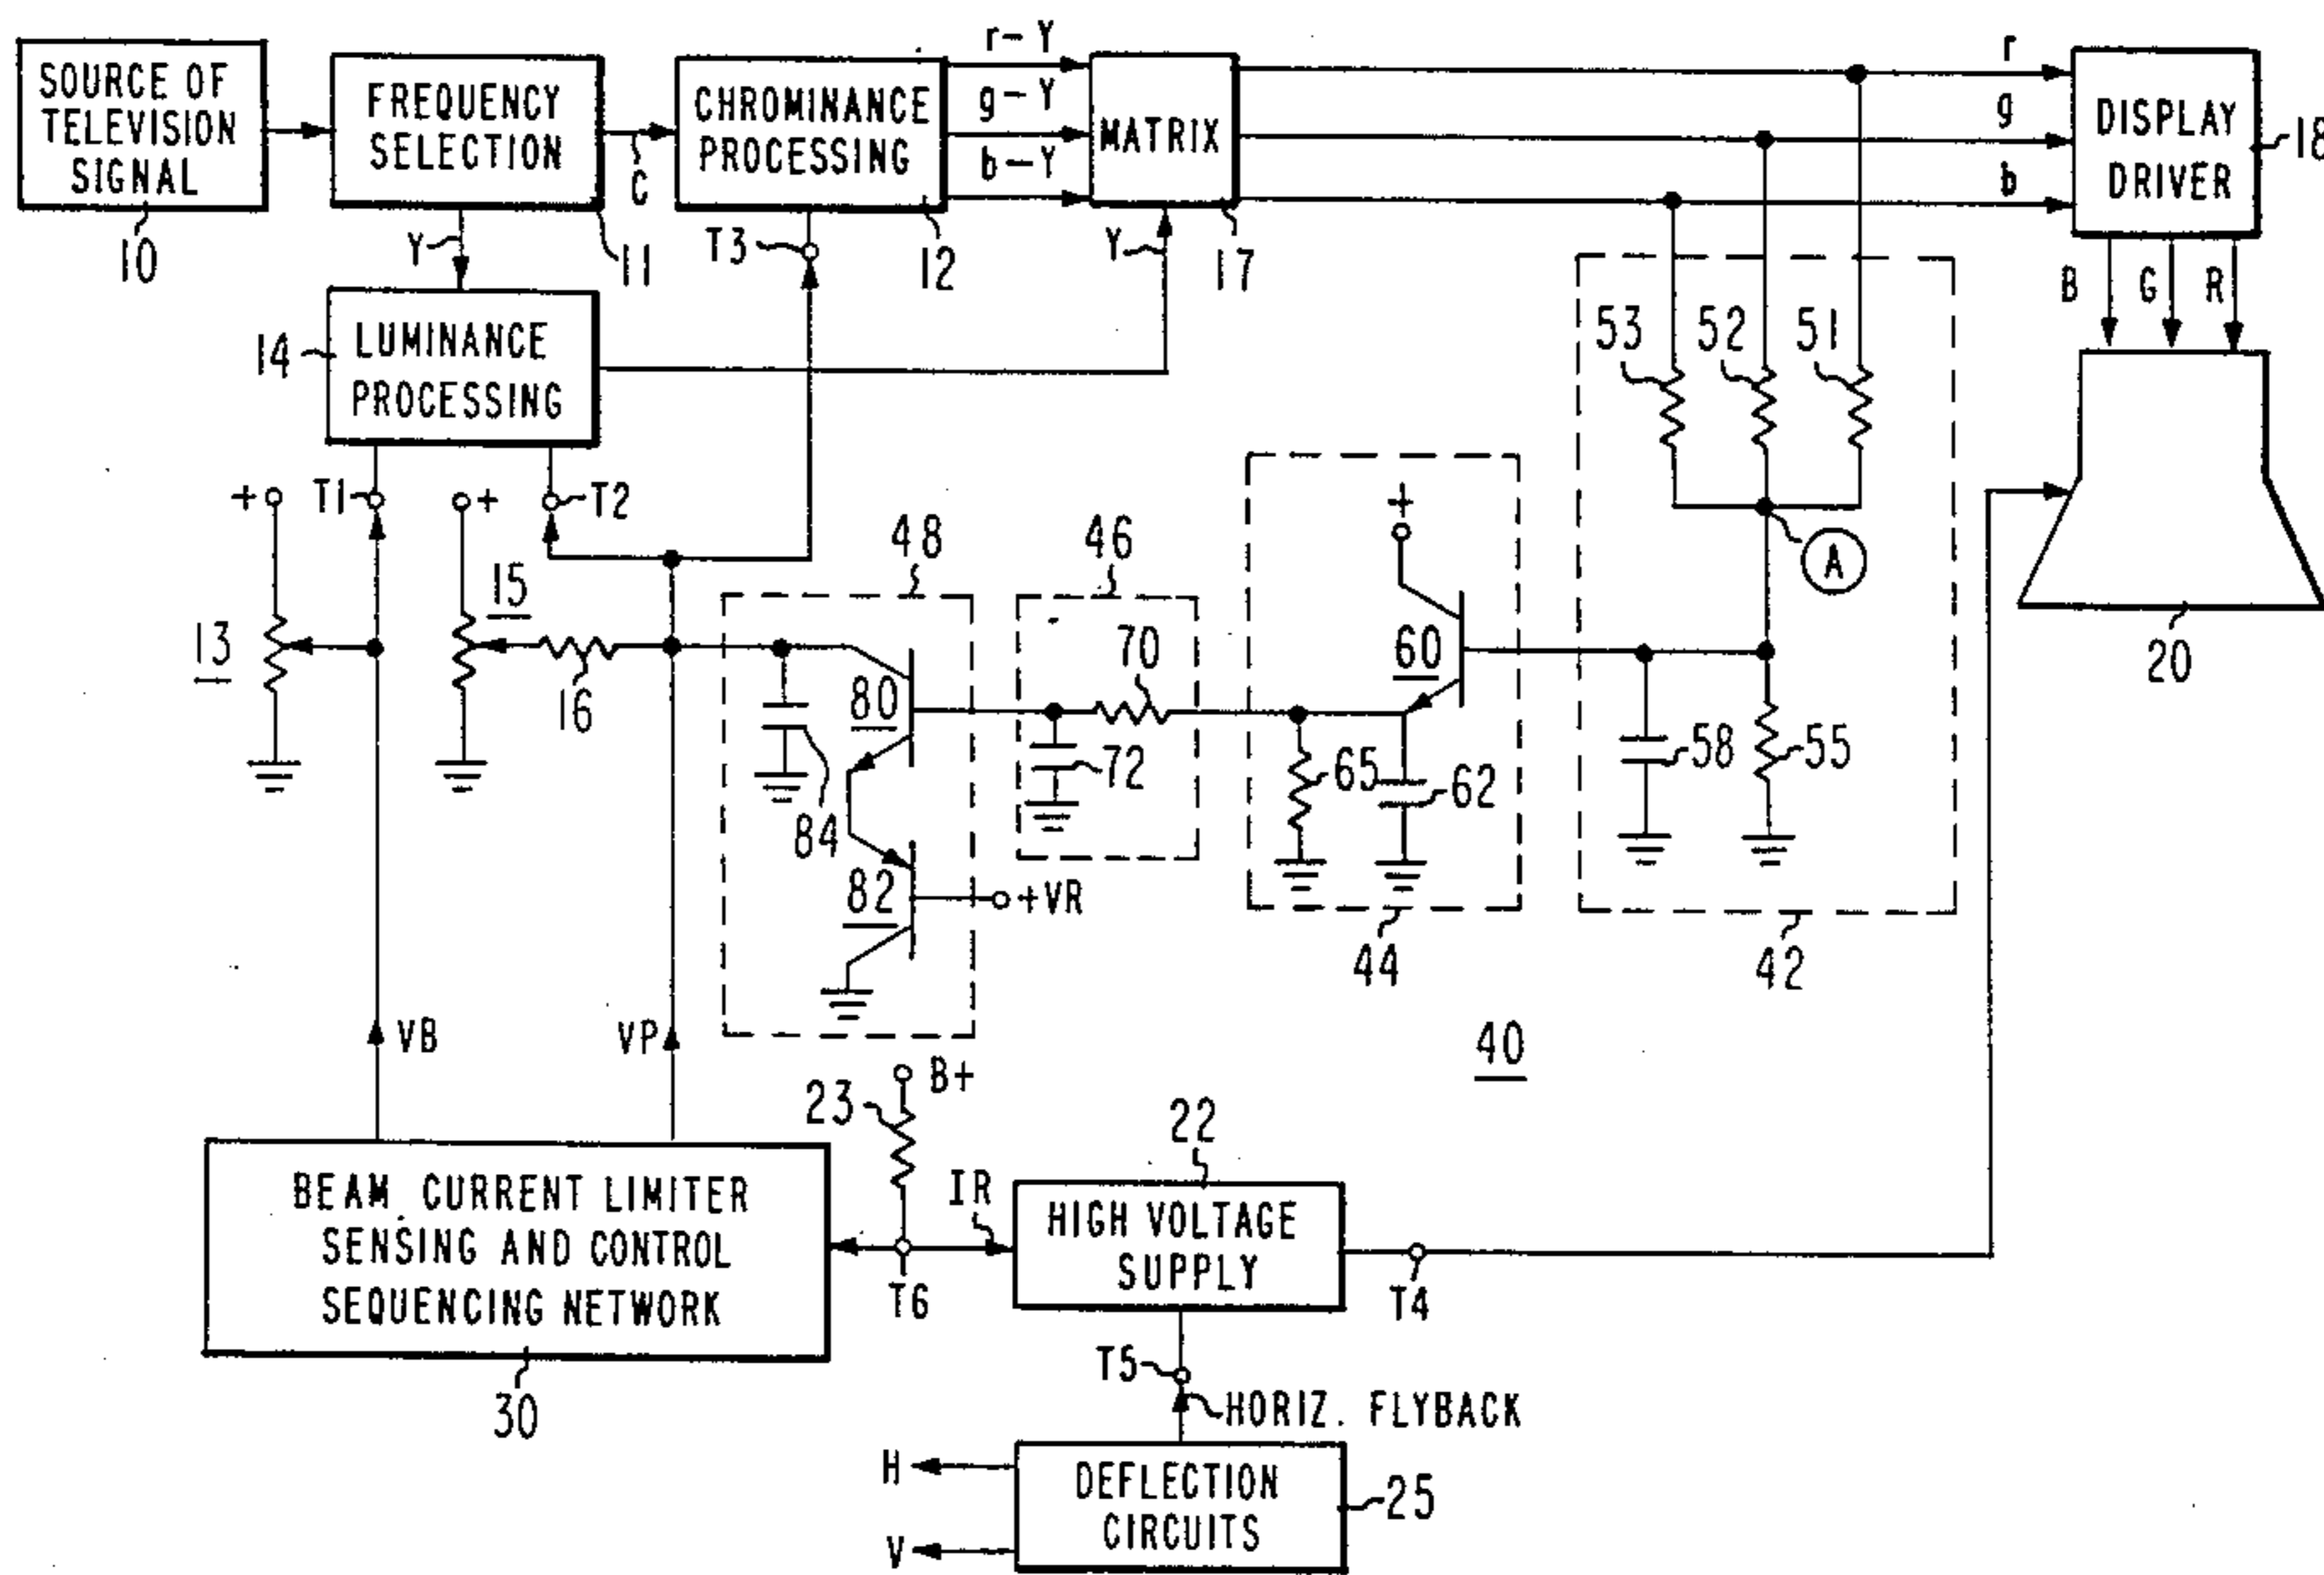 SOURCE OF
TELEVISION
SIGNAL
10
FREQUENCY
SELECTION
11
C
Y
CHROMINANCE
PROCESSING
12
T3
r-Y
g-Y
b-Y
MATRIX
17
Y
r
g
b
DISPLAY
DRIVER
18
B G R
20
14
LUMINANCE
PROCESSING
+ T1 + T2
13
15
16
48
46
53 52 51
A
80
84
82
+VR
70
72
+
60
65
62
44
58
55
42
40
VB
VP
B+
23
IR
22
HIGH VOLTAGE
SUPPLY
T6
T4
BEAM CURRENT LIMITER
SENSING AND CONTROL
SEQUENCING NETWORK
30
T5
HORIZ. FLYBACK
H
V
DEFLECTION
CIRCUITS
25